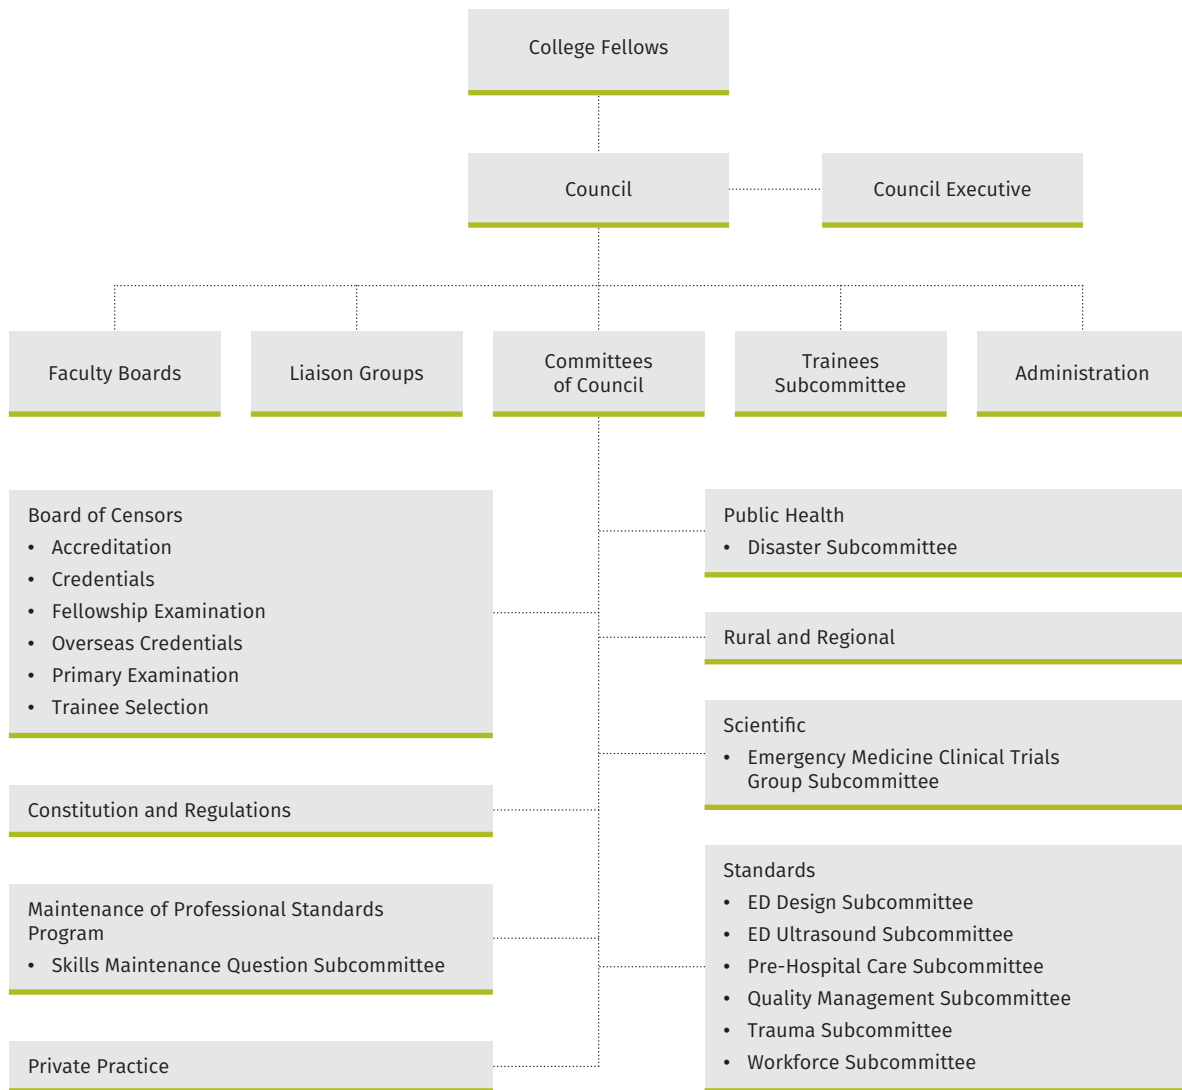 College Fellows
Council
Council Executive
Faculty Boards
Liaison Groups
Committees
of Council
Trainees
Subcommittee
Administration
Board of Censors
• Accreditation
• Credentials
• Fellowship Examination
• Overseas Credentials
• Primary Examination
• Trainee Selection
Constitution and Regulations
Maintenance of Professional Standards
Program
• Skills Maintenance Question Subcommittee
Private Practice
Public Health
• Disaster Subcommittee
Rural and Regional
Scientific
• Emergency Medicine Clinical Trials
Group Subcommittee
Standards
• ED Design Subcommittee
• ED Ultrasound Subcommittee
• Pre-Hospital Care Subcommittee
• Quality Management Subcommittee
• Trauma Subcommittee
• Workforce Subcommittee